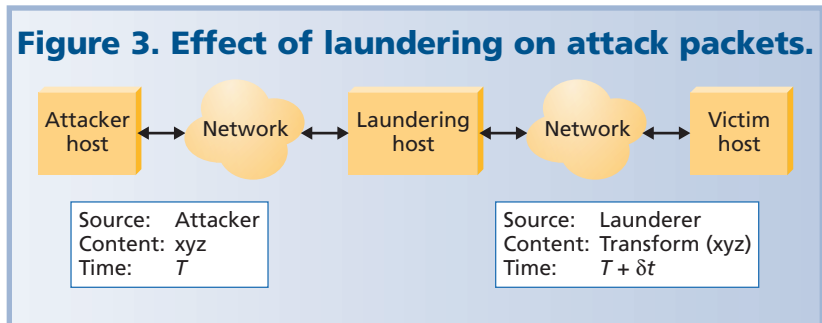 Figure 3. Effect of laundering on attack packets.
Attacker
host
Network
Laundering
host
Network
Victim
host
Source: Attacker
Content: xyz
Time: T
Source: Launderer
Content: Transform (xyz)
Time: T + δt